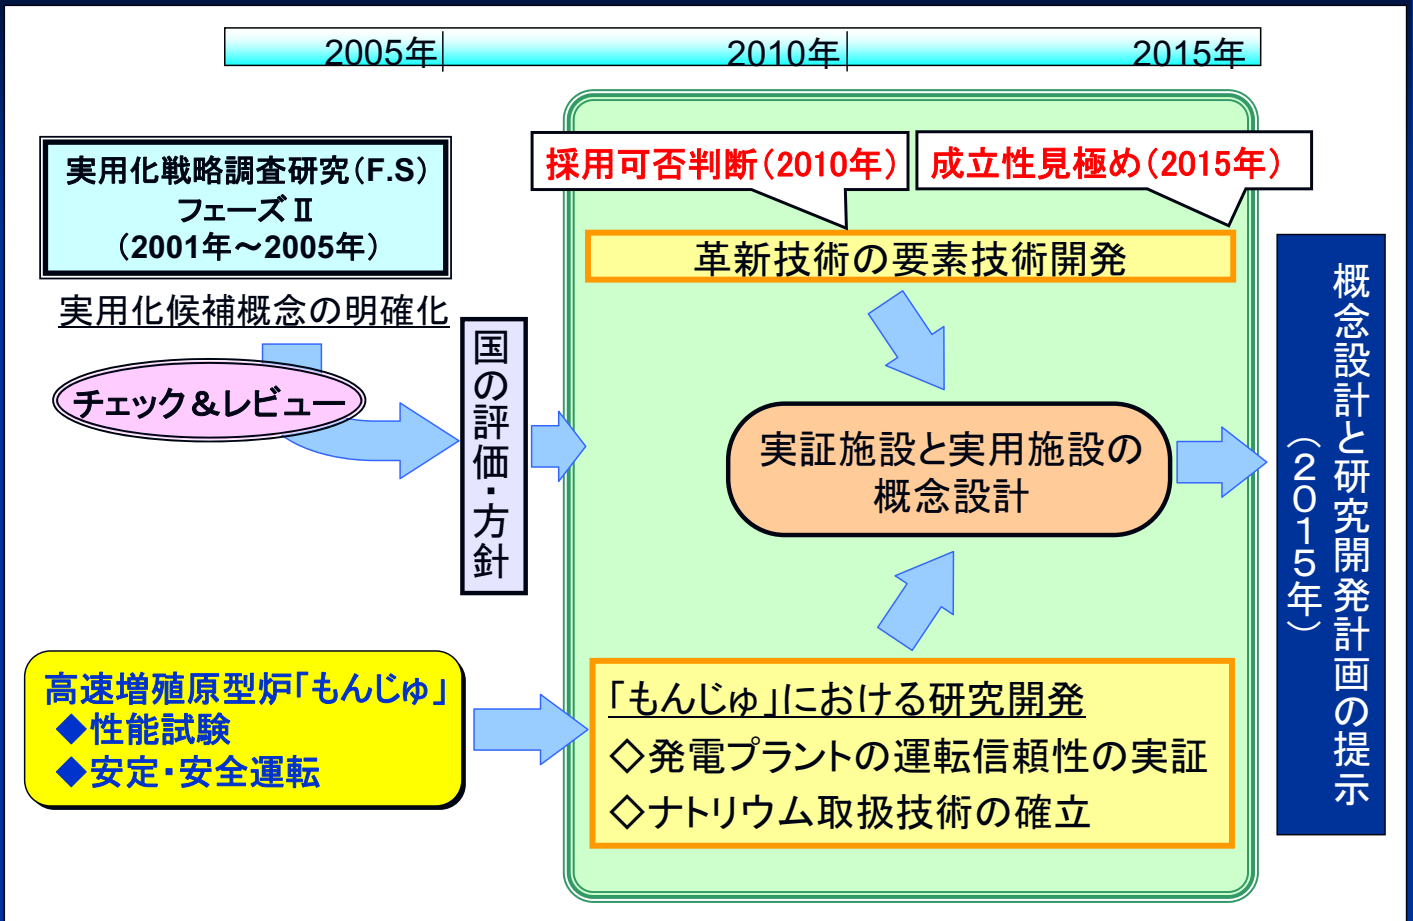 2005年
2010年
2015年
実用化戦略調査研究(F.S)
フェーズⅡ
(2001年～2005年)
実用化候補概念の明確化
チェック＆レビュー
国の評価・方針
採用可否判断(2010年)
成立性見極め(2015年)
革新技術の要素技術開発
実証施設と実用施設の
概念設計
高速増殖原型炉「もんじゅ」
◆性能試験
◆安定・安全運転
「もんじゅ」における研究開発
◇発電プラントの運転信頼性の実証
◇ナトリウム取扱技術の確立
概念設計と研究開発計画の提示
（２０１５年）